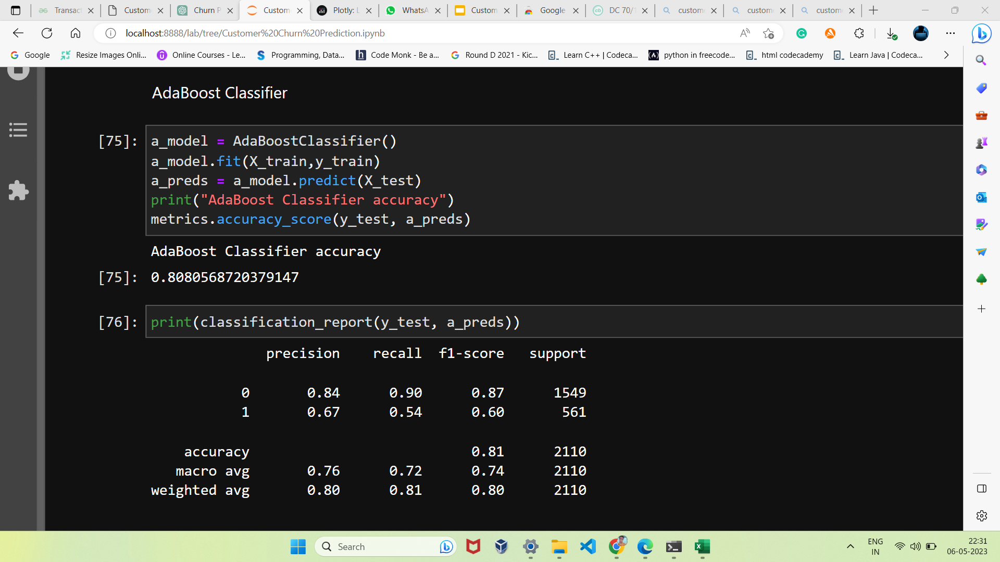 Transact
Custom
Churn P
Custom
Plotly: L
WhatsA
Custom
Google
DC 70/1
custom
custom
custom
localhost:8888/lab/tree/Customer%20Churn%20Prediction.ipynb
Google
Resize Images Onli...
Online Courses - Le...
Programming, Data...
Code Monk - Be a...
Round D 2021 - Kic...
Learn C++ | Codeca...
python in freecode...
html codecademy
Learn Java | Codeca...
AdaBoost Classifier
[75]: a_model = AdaBoostClassifier()
a_model.fit(X_train,y_train)
a_preds = a_model.predict(X_test)
print("AdaBoost Classifier accuracy")
metrics.accuracy_score(y_test, a_preds)
AdaBoost Classifier accuracy
[75]: 0.8080568720379147
[76]: print(classification_report(y_test, a_preds))
precision recall f1-score support
0 0.84 0.90 0.87 1549
1 0.67 0.54 0.60 561
accuracy 0.81 2110
macro avg 0.76 0.72 0.74 2110
weighted avg 0.80 0.81 0.80 2110
Search
ENG
IN
22:31
06-05-2023